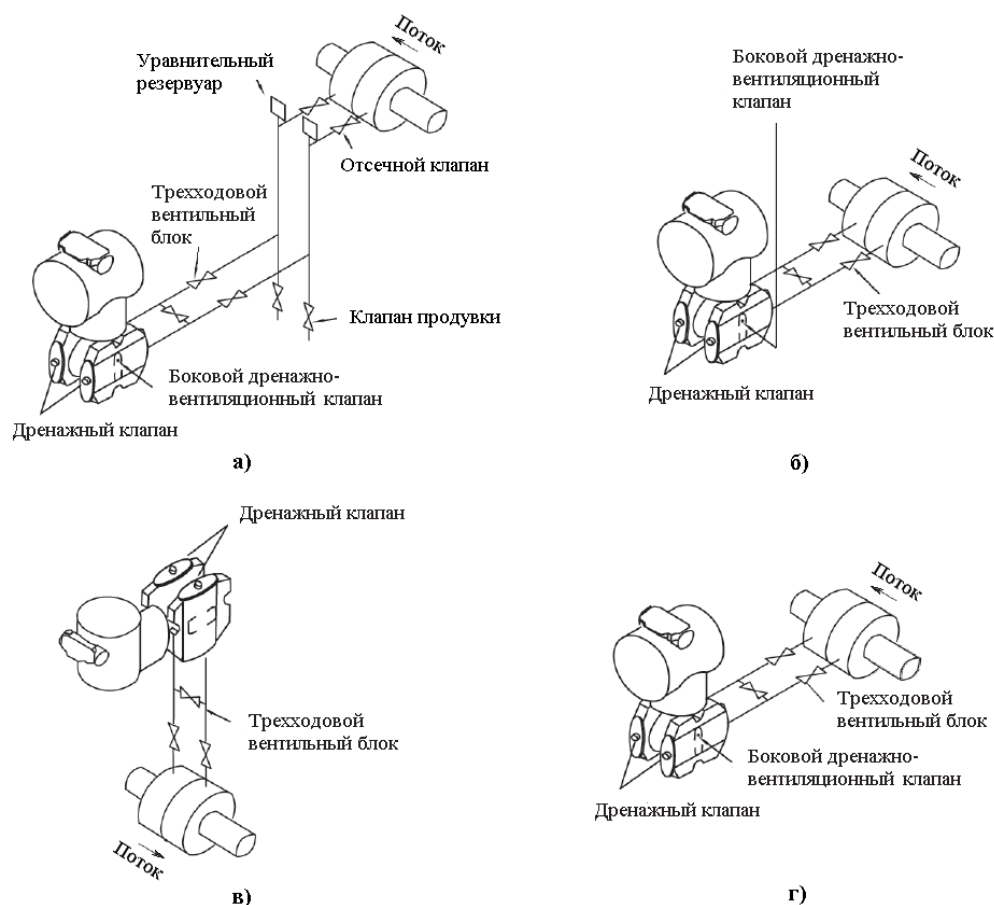 Поток
Уравнительный
резервуар
Отсечной клапан
Трехходовой
вентильный
блок
Клапан продувки
Боковой дренажно-
вентиляционный клапан
Дренажный клапан
а)
Боковой дренажно-
вентиляционный
клапан
Поток
Трехходовой
вентильный блок
Дренажный клапан
б)
Дренажный клапан
Трехходовой
вентильный блок
Поток
в)
Поток
Трехходовой
вентильный блок
Боковой дренажно-
вентиляционный клапан
Дренажный клапан
г)